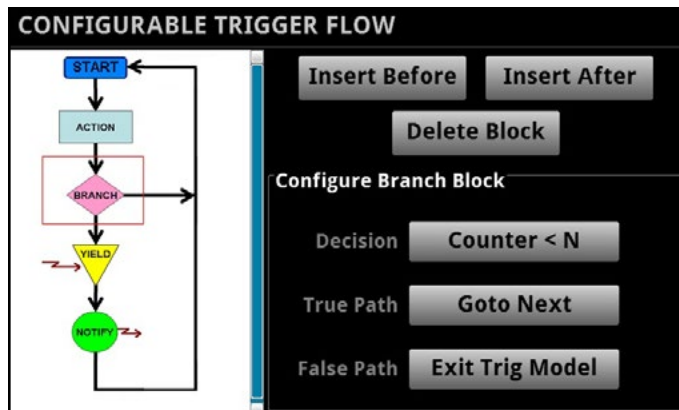 CONFIGURABLE TRIGGER FLOW
START
ACTION
BRANCH
YIELD
NOTIFY
Insert Before
Insert After
Delete Block
Configure Branch Block
Decision
Counter < N
True Path
Goto Next
False Path
Exit Trig Model